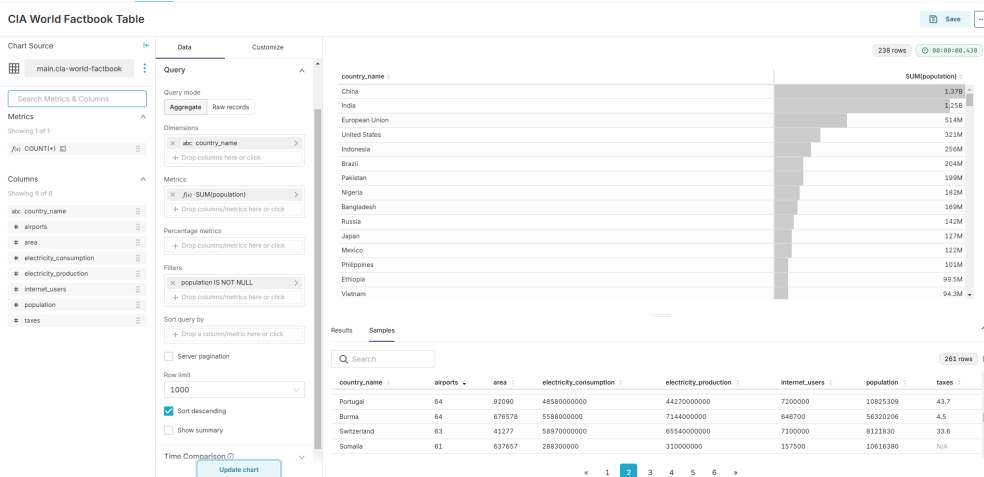 CIA World Factbook Table
Save
Chart Source
main.cia-world-factbook
Search Metrics & Columns
Metrics
Showing 1 of 1
f(x) COUNT(*)
Columns
Showing 8 of 8
abc country_name
# airports
# area
# electricity_consumption
# electricity_production
# internet_users
# population
# taxes
Data Customize
Query
Query mode
Aggregate Raw records
Dimensions
× abc country_name
+ Drop columns here or click
Metrics
× f(x) SUM(population)
+ Drop columns/metrics here or click
Percentage metrics
+ Drop columns/metrics here or click
Filters
× population IS NOT NULL
+ Drop columns/metrics here or click
Sort query by
+ Drop a column/metric here or click
Server pagination
Row limit
1000
Sort descending
Show summary
Time Comparison
Update chart
238 rows 00:00:00.430
country_name SUM(population)
China 1.37B
India 1.25B
European Union 514M
United States 321M
Indonesia 256M
Brazil 204M
Pakistan 199M
Nigeria 182M
Bangladesh 169M
Russia 142M
Japan 127M
Mexico 122M
Philippines 101M
Ethiopia 99.5M
Vietnam 94.3M
Results Samples
Search
261 rows
country_name airports area electricity_consumption electricity_production internet_users population taxes
Portugal 64 92090 48580000000 44270000000 7200000 10825309 43.7
Burma 64 676578 5588000000 7144000000 646700 56320206 4.5
Switzerland 63 41277 58970000000 65540000000 7100000 8121830 33.6
Somalia 61 637657 288300000 310000000 157500 10616380 N/A
« 1 2 3 4 5 6 »